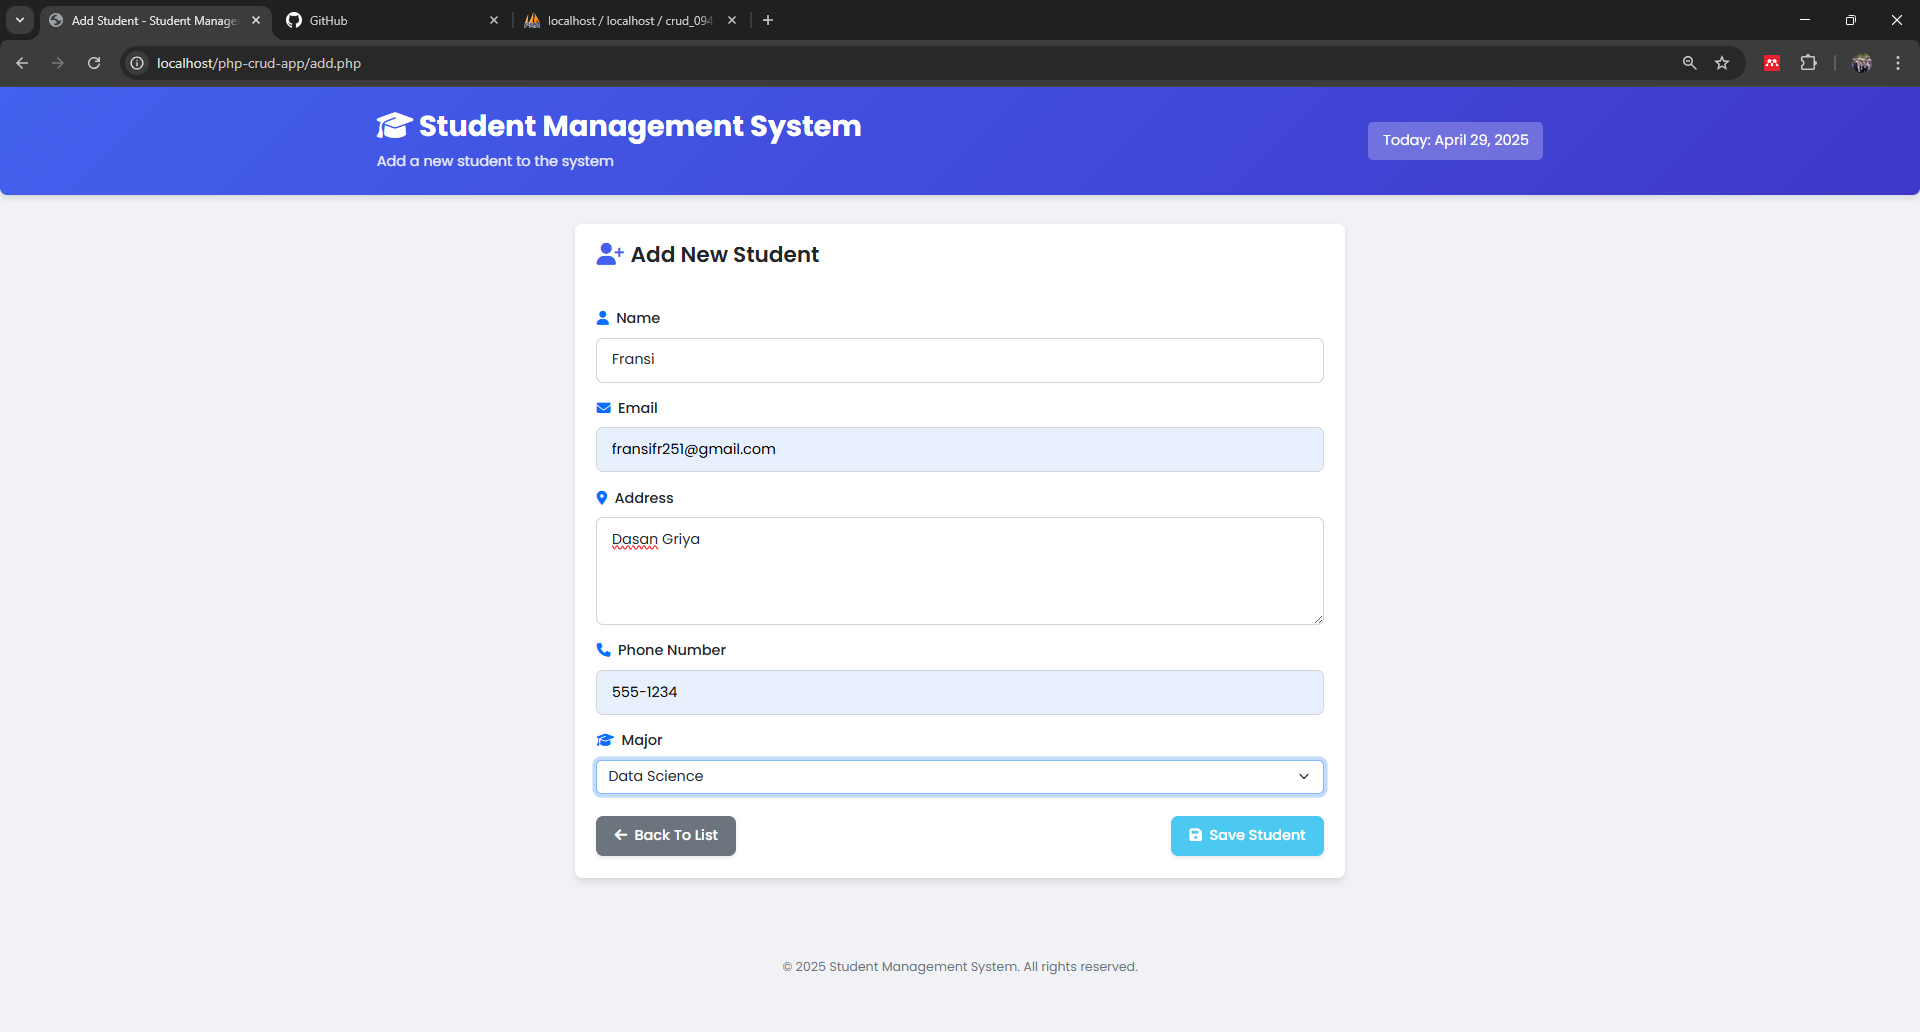 Add Student - Student Manage
GitHub
localhost / localhost / crud_094
localhost/php-crud-app/add.php
Student Management System
Add a new student to the system
Today: April 29, 2025
Add New Student
Name
Fransi
Email
fransifr251@gmail.com
Address
Dasan Griya
Phone Number
555-1234
Major
Data Science
Back To List
Save Student
© 2025 Student Management System. All rights reserved.